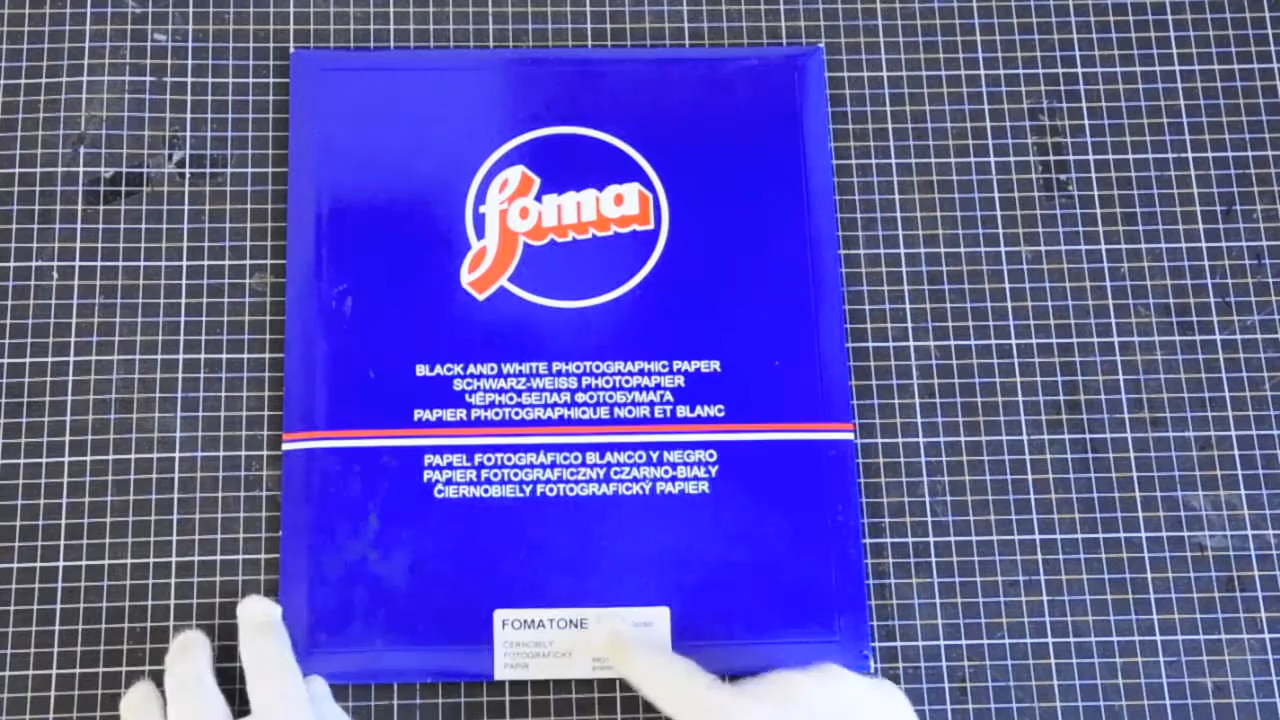 foma
BLACK AND WHITE PHOTOGRAPHIC PAPER
SCHWARZ-WEISS PHOTOPAPIER
ЧЁРНО-БЕЛАЯ ФОТОБУМАГА
PAPIER PHOTOGRAPHIQUE NOIR ET BLANC
PAPEL FOTOGRÁFICO BLANCO Y NEGRO
PAPIER FOTOGRAFICZNY CZARNO-BIAŁY
ČIERNOBIELY FOTOGRAFICKÝ PAPIER
FOMATONE
ČERNOBÍLÝ
FOTOGRAFICKÝ
PAPÍR